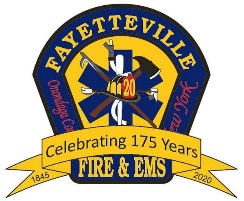 FAYETTEVILLE
Onondaga Co.
New York
20
Celebrating 175 Years
1845
FIRE & EMS
2020